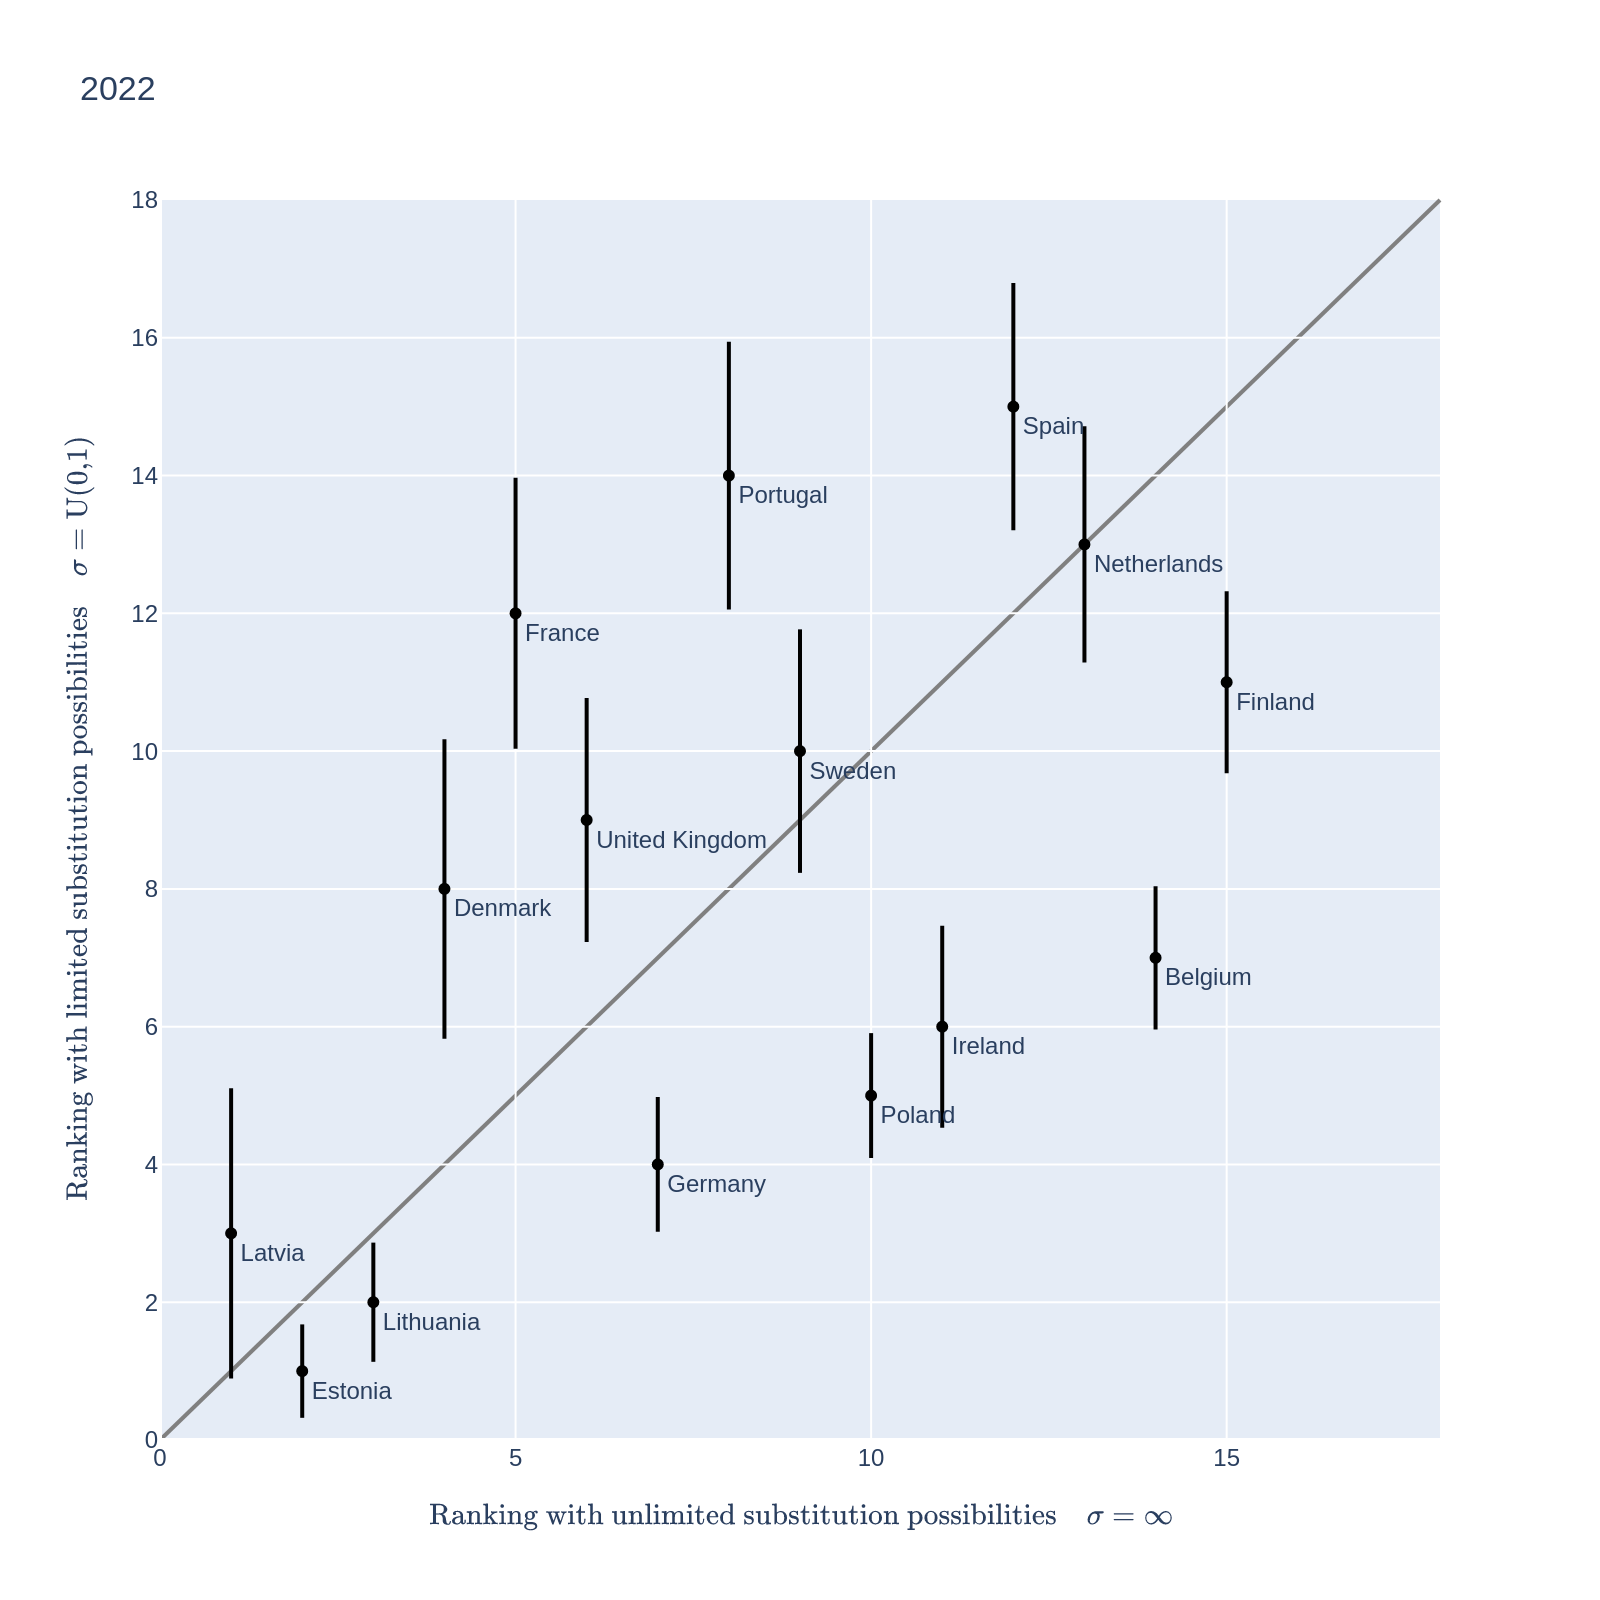 2022
18
16
14
12
10
8
6
4
2
0
Ranking with limited substitution possibilities σ = U(0,1)
Spain
Portugal
Netherlands
France
Finland
Sweden
United Kingdom
Denmark
Belgium
Ireland
Poland
Germany
Latvia
Lithuania
Estonia
0 5 10 15
Ranking with unlimited substitution possibilities σ = ∞